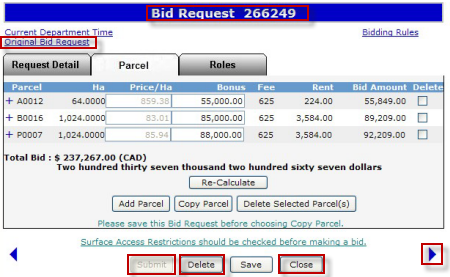 Bid Request 266249
Current Department Time Bidding Rules
Original Bid Request
Request Detail Parcel Roles
Parcel Ha Price/Ha Bonus Fee Rent Bid Amount Delete
+ A0012 64.0000 859.38 55,000.00 625 224.00 55,849.00
+ B0016 1,024.0000 83.01 85,000.00 625 3,584.00 89,209.00
+ P0007 1,024.0000 85.94 88,000.00 625 3,584.00 92,209.00
Total Bid : $ 237,267.00 (CAD)
Two hundred thirty seven thousand two hundred sixty seven dollars
Re-Calculate
Add Parcel Copy Parcel Delete Selected Parcel(s)
Please save this Bid Request before choosing Copy Parcel.
Surface Access Restrictions should be checked before making a bid.
Submit Delete Save Close